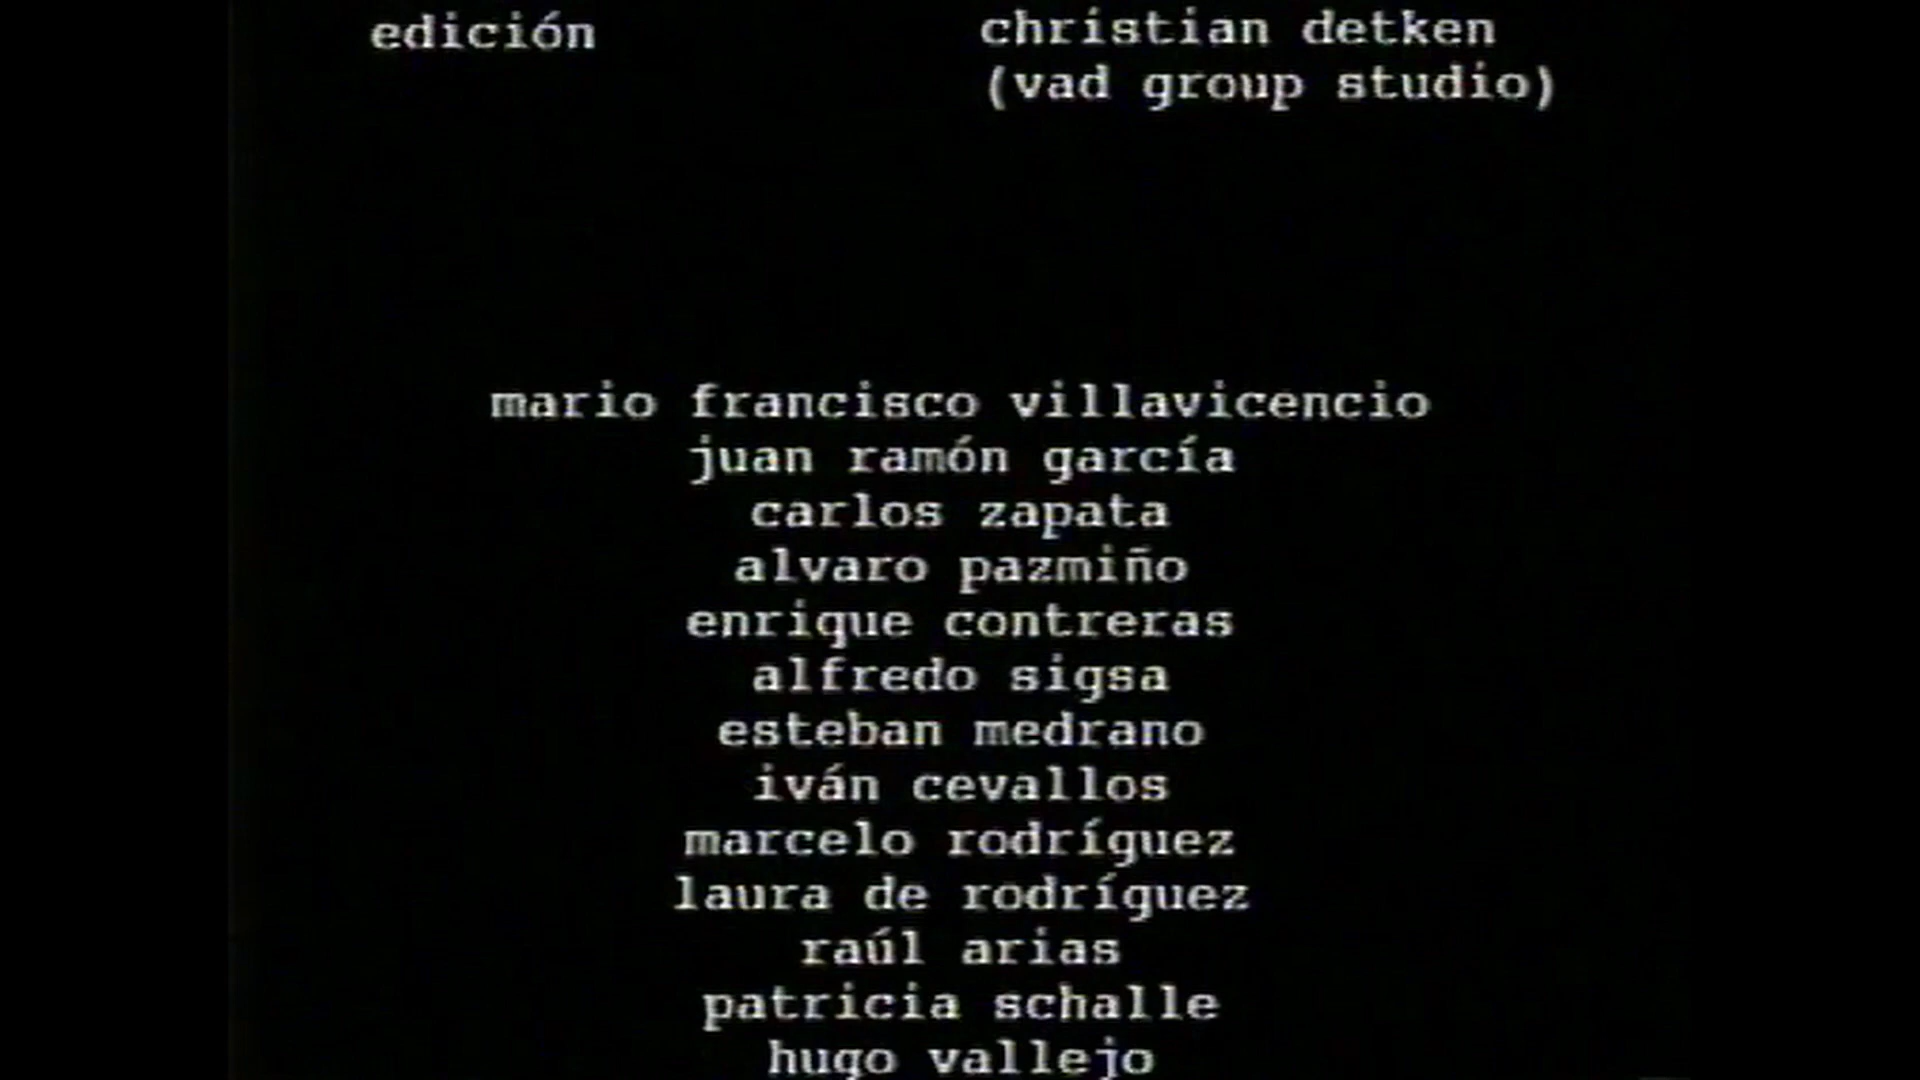 edición christian detken
(vad group studio)
mario francisco villavicencio
juan ramón garcía
carlos zapata
alvaro pazmiño
enrique contreras
alfredo sigsa
esteban medrano
iván cevallos
marcelo rodríguez
laura de rodríguez
raúl arias
patricia schalle
hugo vallejo